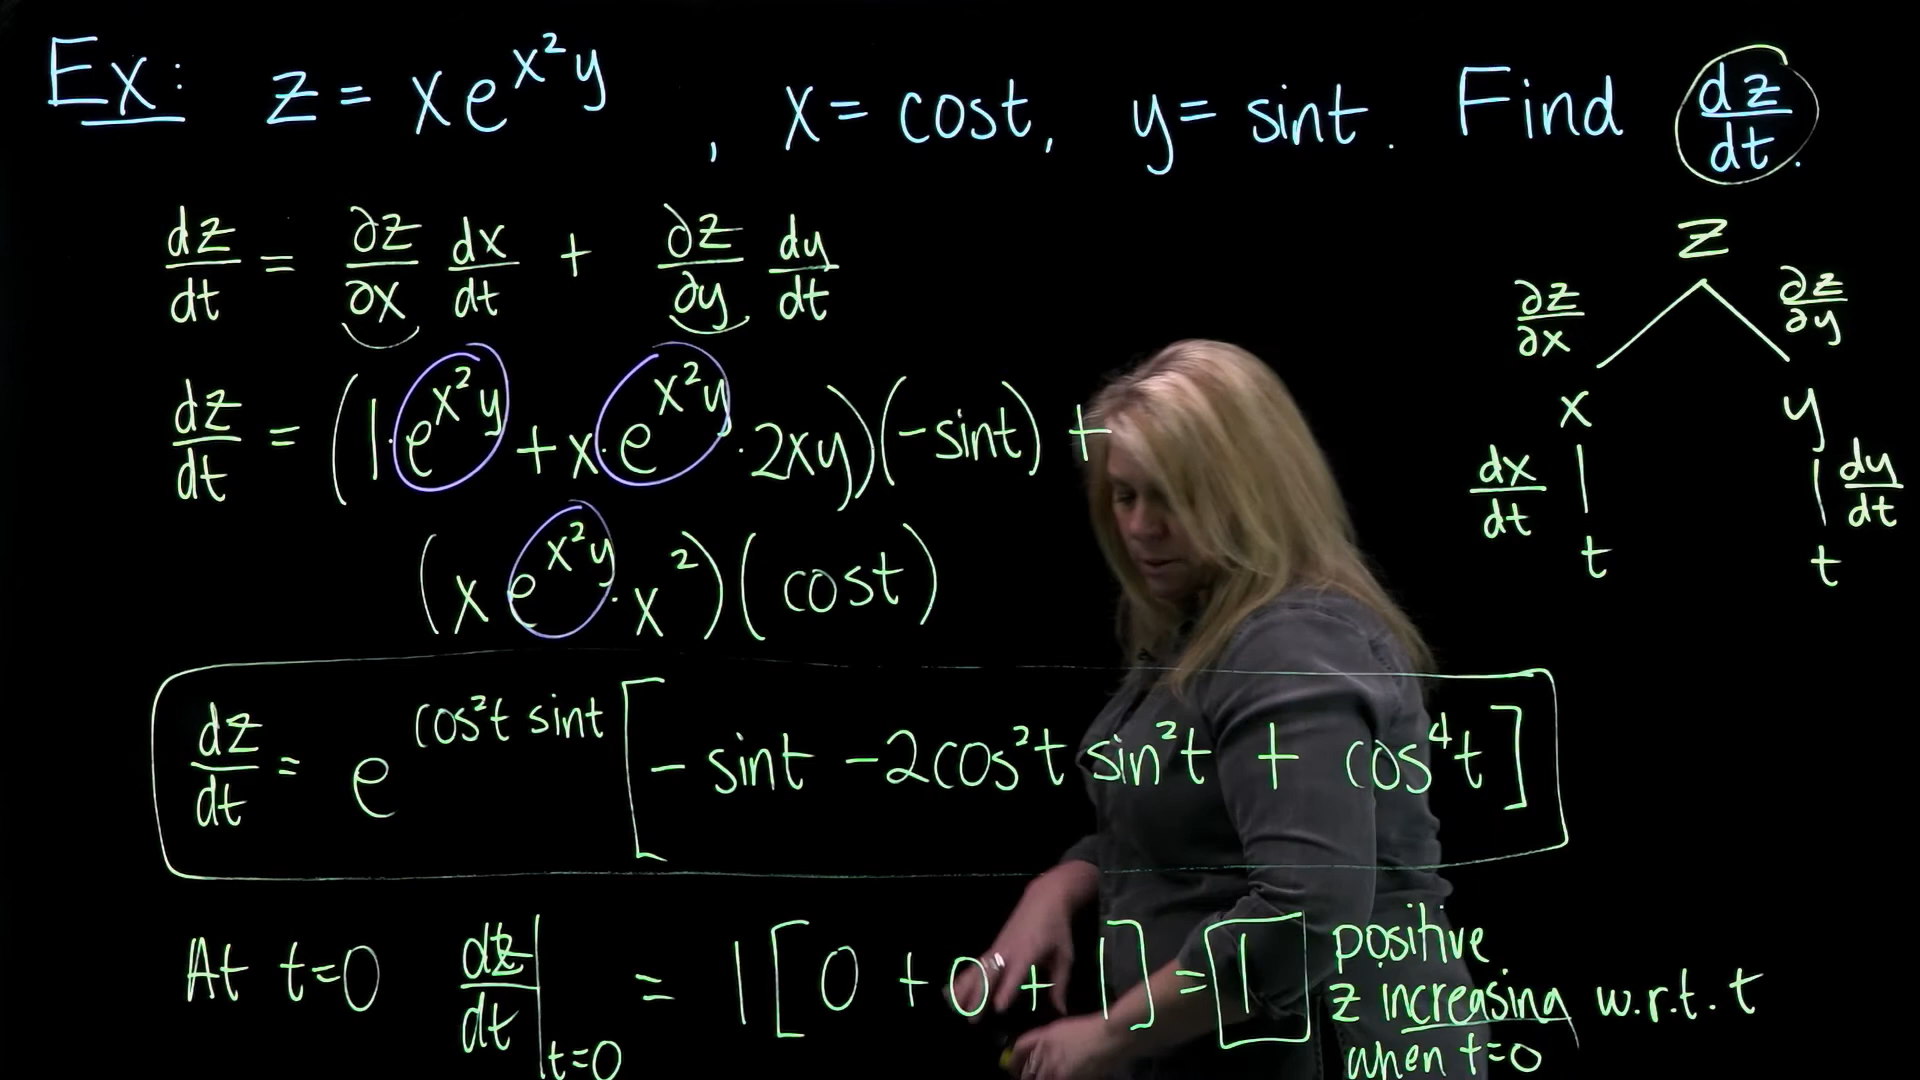 Ex: z = xe^{x²y}, x = cost, y = sint. Find dz/dt.
dz/dt = ∂z/∂x dx/dt + ∂z/∂y dy/dt
dz/dt = (1·e^{x²y} + x·e^{x²y}·2xy)(-sint) +
(x e^{x²y}·x²)(cost)
dz/dt = e^{cos²t sint}[- sint - 2cos²t sin²t + cos⁴t]
At t=0 dz/dt|_{t=0} = 1[0 + 0 + 1] = 1
positive
z increasing w.r.t. t
when t=0
z
∂z/∂x ∂z/∂y
x y
dx/dt dy/dt
t t